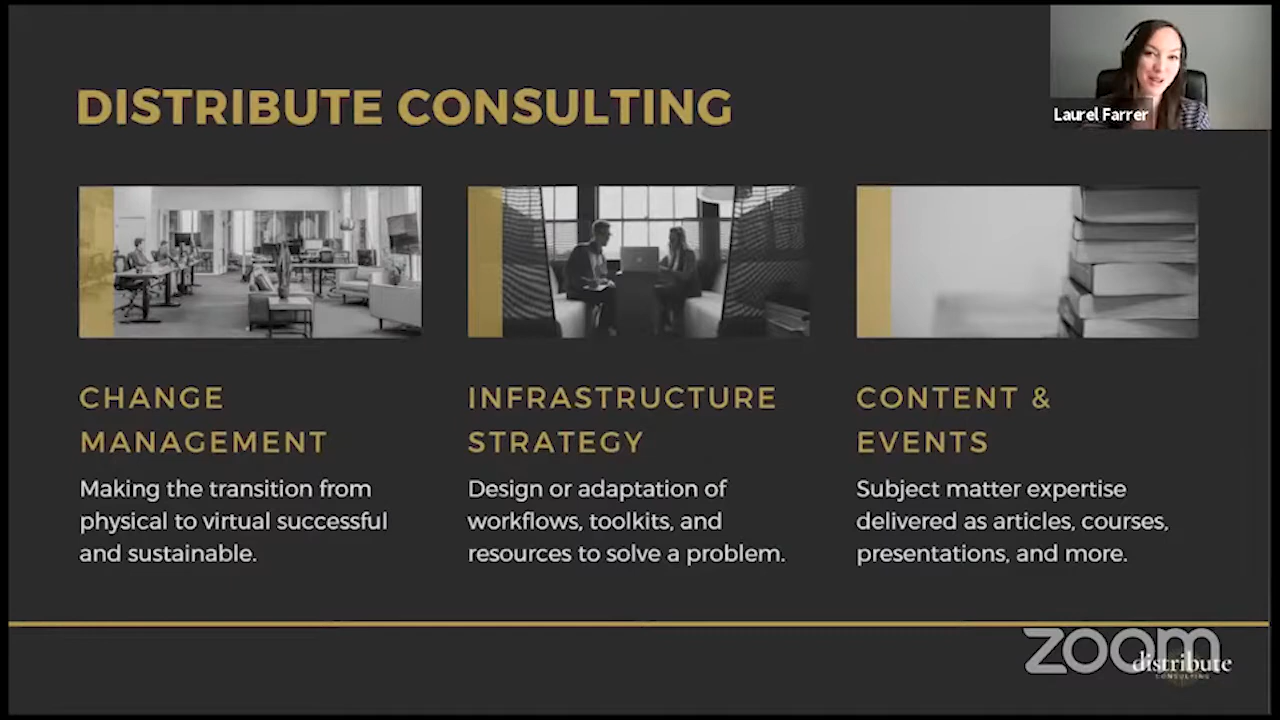 DISTRIBUTE CONSULTING
Laurel Farrer
CHANGE
MANAGEMENT
Making the transition from
physical to virtual successful
and sustainable.
INFRASTRUCTURE
STRATEGY
Design or adaptation of
workflows, toolkits, and
resources to solve a problem.
CONTENT &
EVENTS
Subject matter expertise
delivered as articles, courses,
presentations, and more.
zoom
distribute
CONSULTING